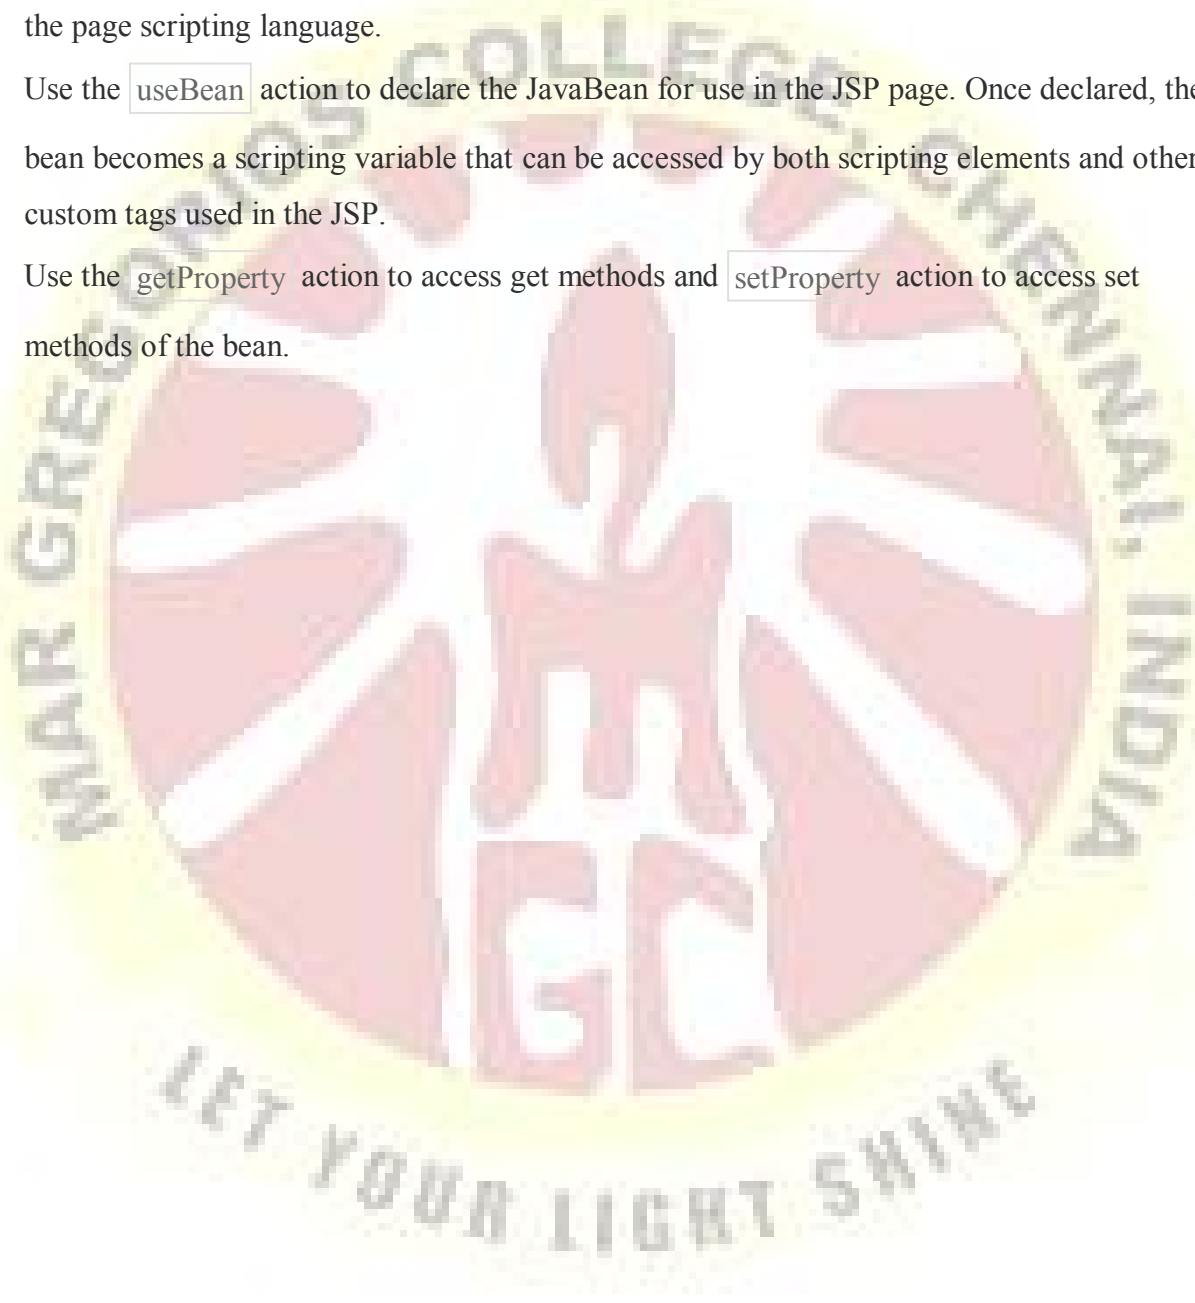 the page scripting language.
Use the useBean action to declare the JavaBean for use in the JSP page. Once declared, the
bean becomes a scripting variable that can be accessed by both scripting elements and other
custom tags used in the JSP.
Use the getProperty action to access get methods and setProperty action to access set
methods of the bean.
MAR GREGORIOS COLLEGE, CHENNAI, INDIA
GC
LET YOUR LIGHT SHINE